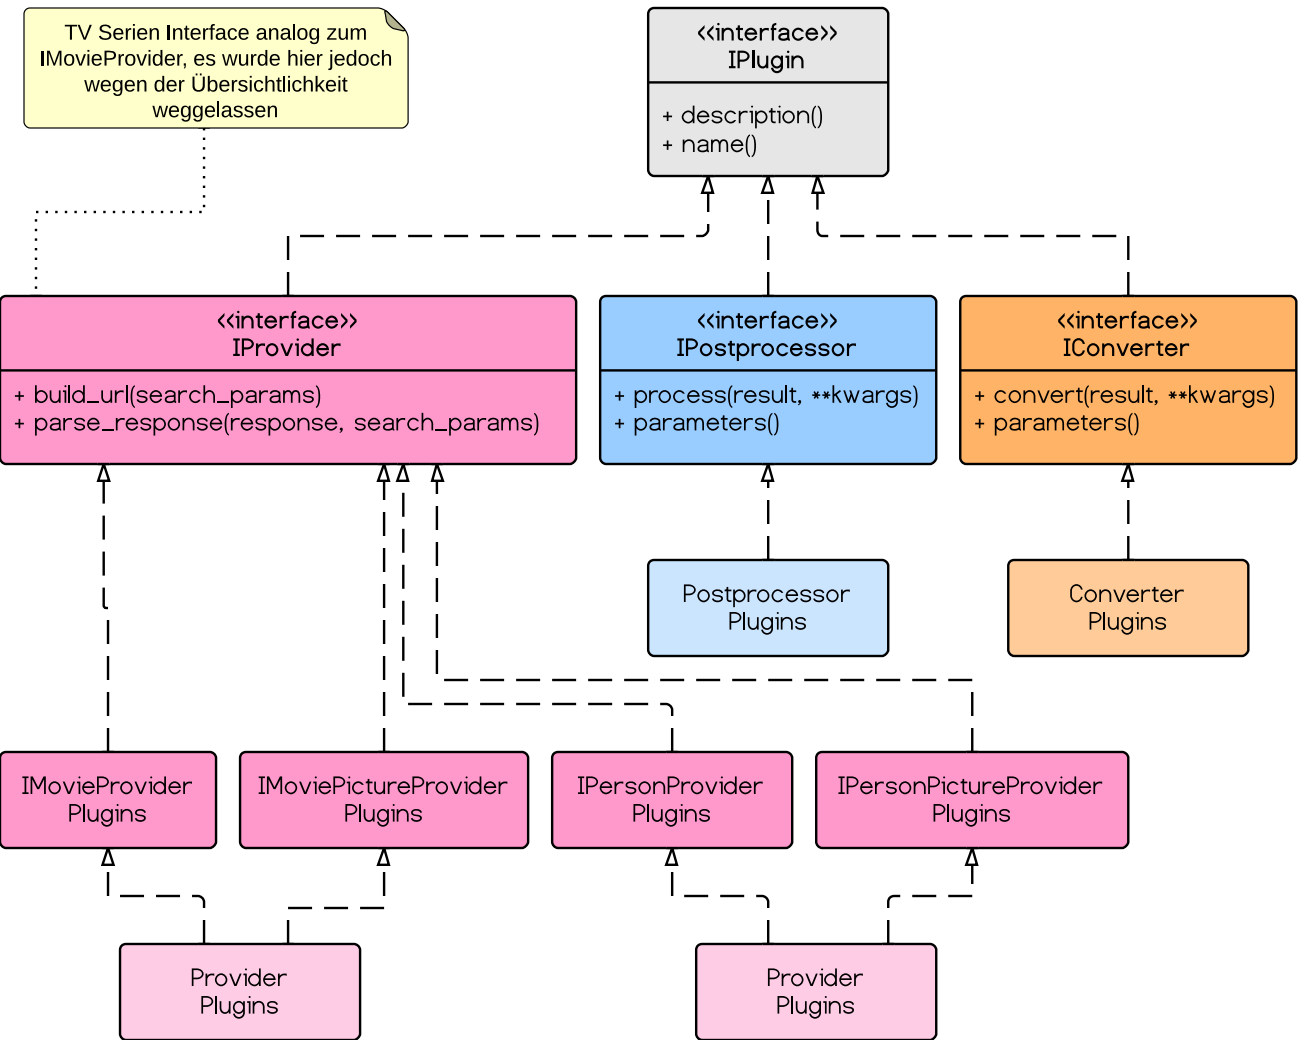 TV Serien Interface analog zum
IMovieProvider, es wurde hier jedoch
wegen der Übersichtlichkeit
weggelassen
<<interface>>
IPlugin
+ description()
+ name()
<<interface>>
IProvider
+ build_url(search_params)
+ parse_response(response, search_params)
<<interface>>
IPostprocessor
+ process(result, **kwargs)
+ parameters()
<<interface>>
IConverter
+ convert(result, **kwargs)
+ parameters()
Postprocessor
Plugins
Converter
Plugins
IMovieProvider
Plugins
IMoviePictureProvider
Plugins
IPersonProvider
Plugins
IPersonPictureProvider
Plugins
Provider
Plugins
Provider
Plugins